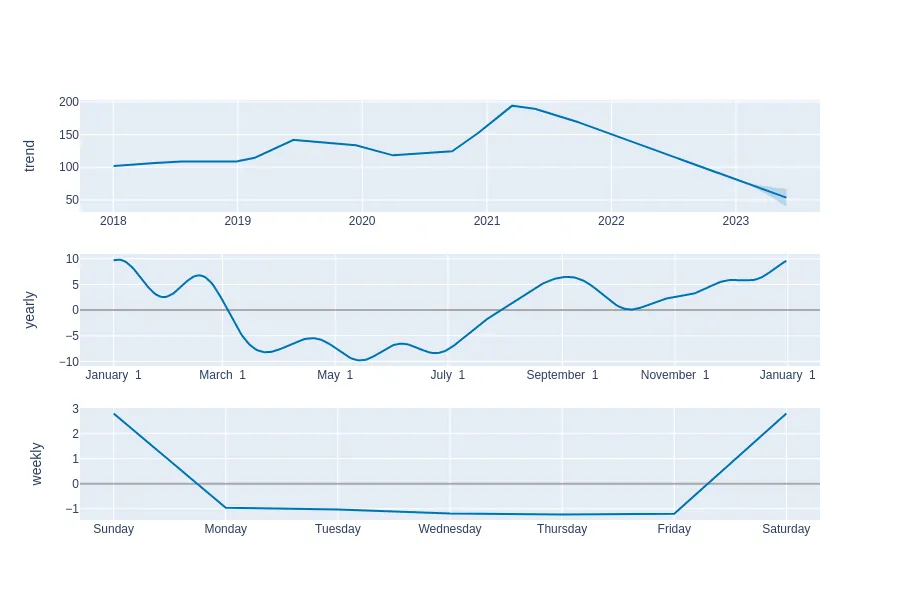 trend
200
150
100
50
2018 2019 2020 2021 2022 2023
yearly
10
5
0
−5
−10
January 1 March 1 May 1 July 1 September 1 November 1 January 1
weekly
3
2
1
0
−1
Sunday Monday Tuesday Wednesday Thursday Friday Saturday